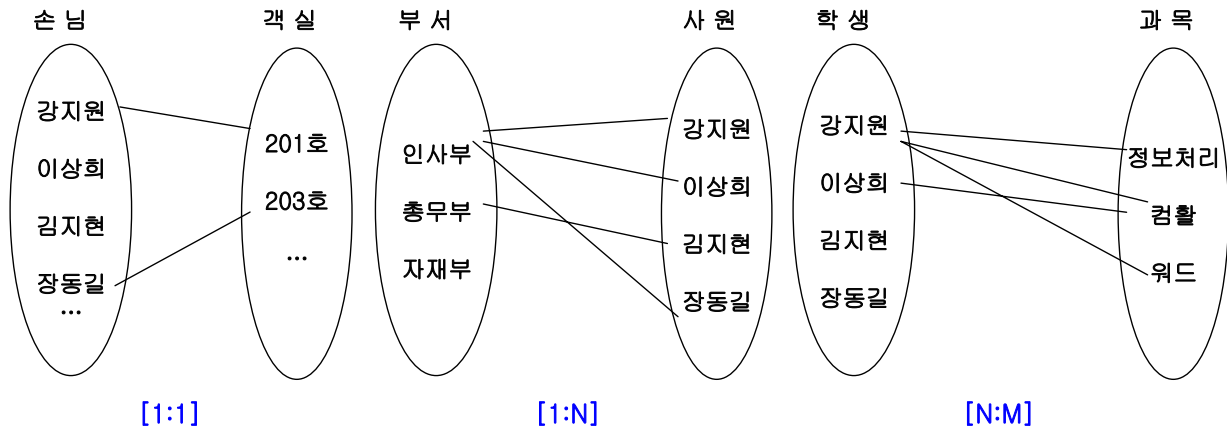 손 님
객 실
강지원
이상희
김지현
장동길
...
201호
203호
...
[1:1]
부 서
사 원
인사부
총무부
자재부
강지원
이상희
김지현
장동길
[1:N]
학 생
과 목
강지원
이상희
김지현
장동길
정보처리
컴활
워드
[N:M]